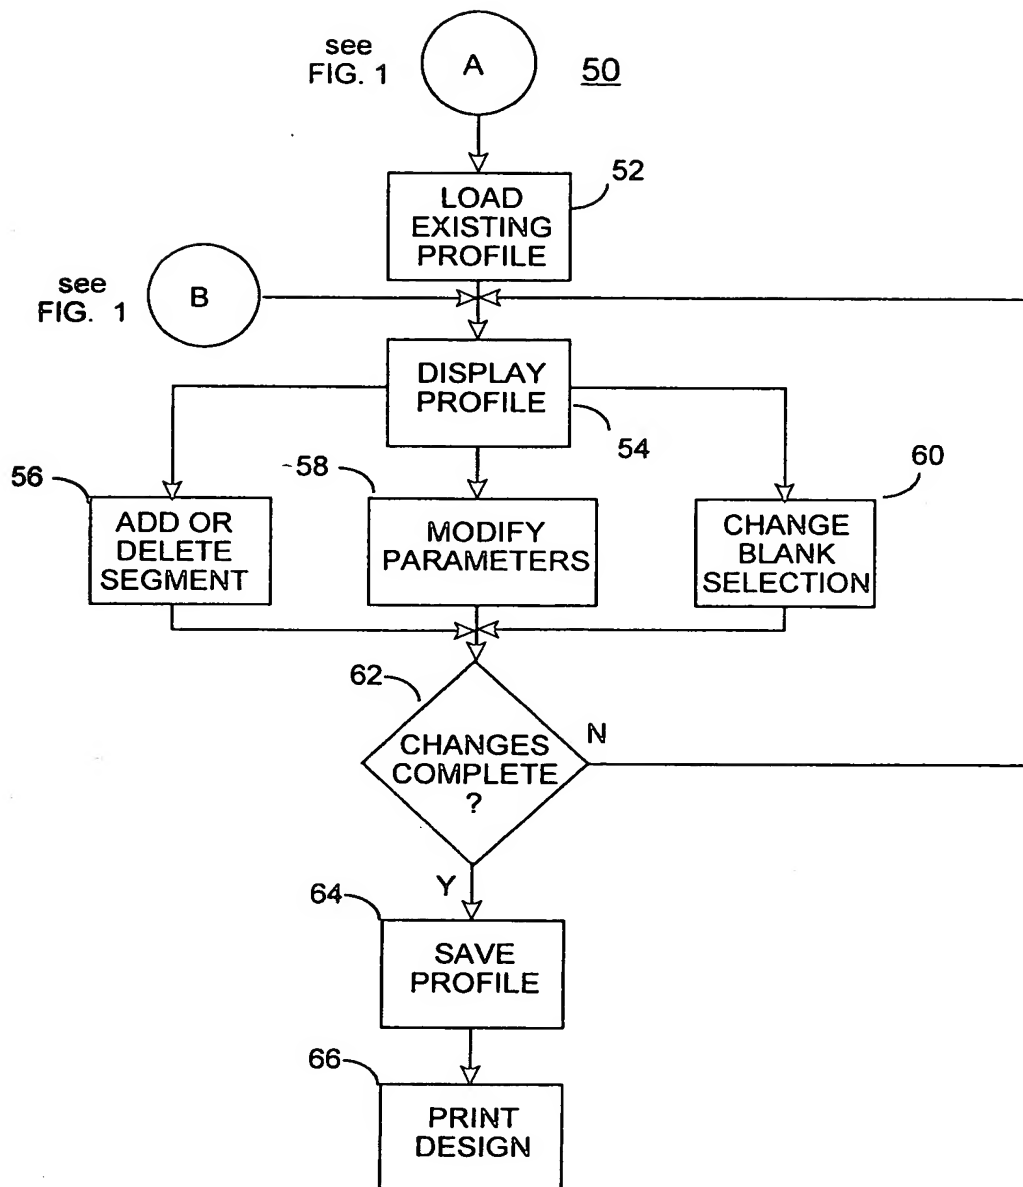 see
FIG. 1
A
50
52
LOAD
EXISTING
PROFILE
see
FIG. 1
B
DISPLAY
PROFILE
54
56
58
60
ADD OR
DELETE
SEGMENT
MODIFY
PARAMETERS
CHANGE
BLANK
SELECTION
62
CHANGES
COMPLETE
?
N
Y
64
SAVE
PROFILE
66
PRINT
DESIGN